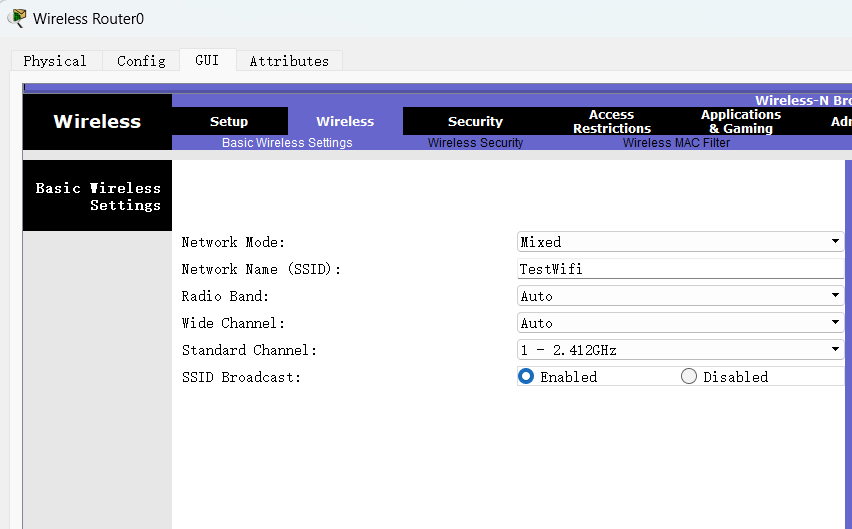 Wireless Router0
Physical Config GUI Attributes
Wireless-N
Wireless Setup Wireless Security Access Restrictions Applications & Gaming
Basic Wireless Settings Wireless Security Wireless MAC Filter
Basic Wireless
Settings
Network Mode: Mixed
Network Name (SSID): TestWifi
Radio Band: Auto
Wide Channel: Auto
Standard Channel: 1 - 2.412GHz
SSID Broadcast: Enabled Disabled